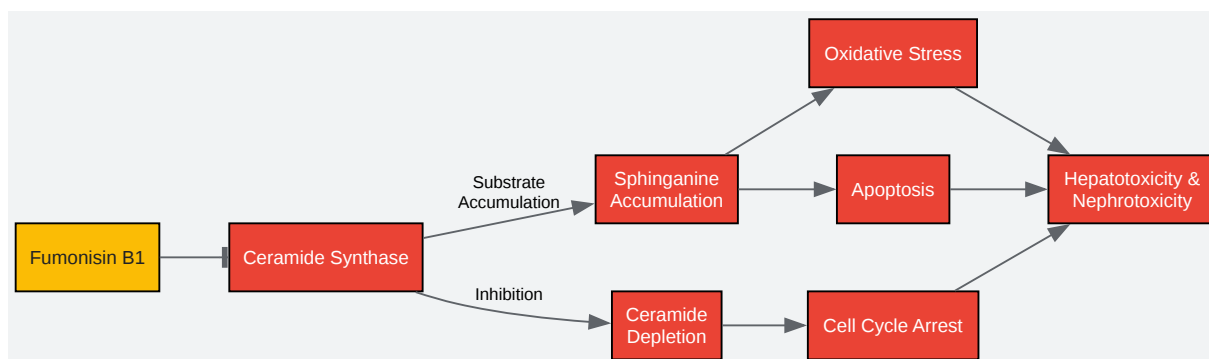 Oxidative Stress
Substrate
Accumulation
Sphinganine
Accumulation
Apoptosis
Hepatotoxicity &
Nephrotoxicity
Fumonisin B1
Ceramide Synthase
Inhibition
Ceramide
Depletion
Cell Cycle Arrest